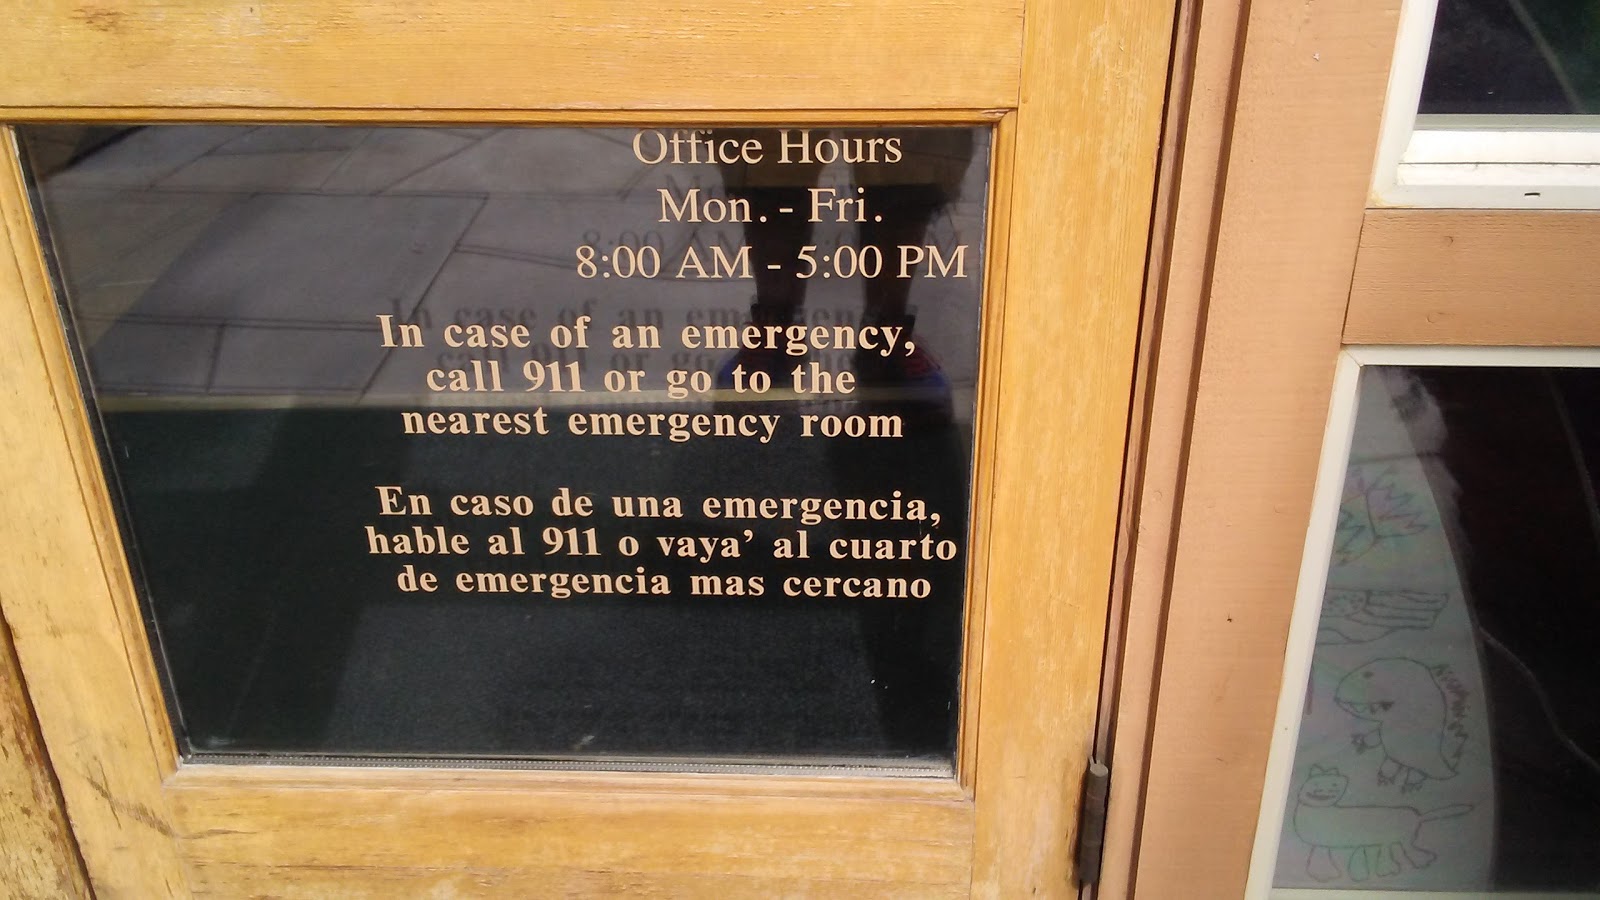 Office Hours
Mon. - Fri.
8:00 AM - 5:00 PM
In case of an emergency,
call 911 or go to the
nearest emergency room
En caso de una emergencia,
hable al 911 o vaya’ al cuarto
de emergencia mas cercano